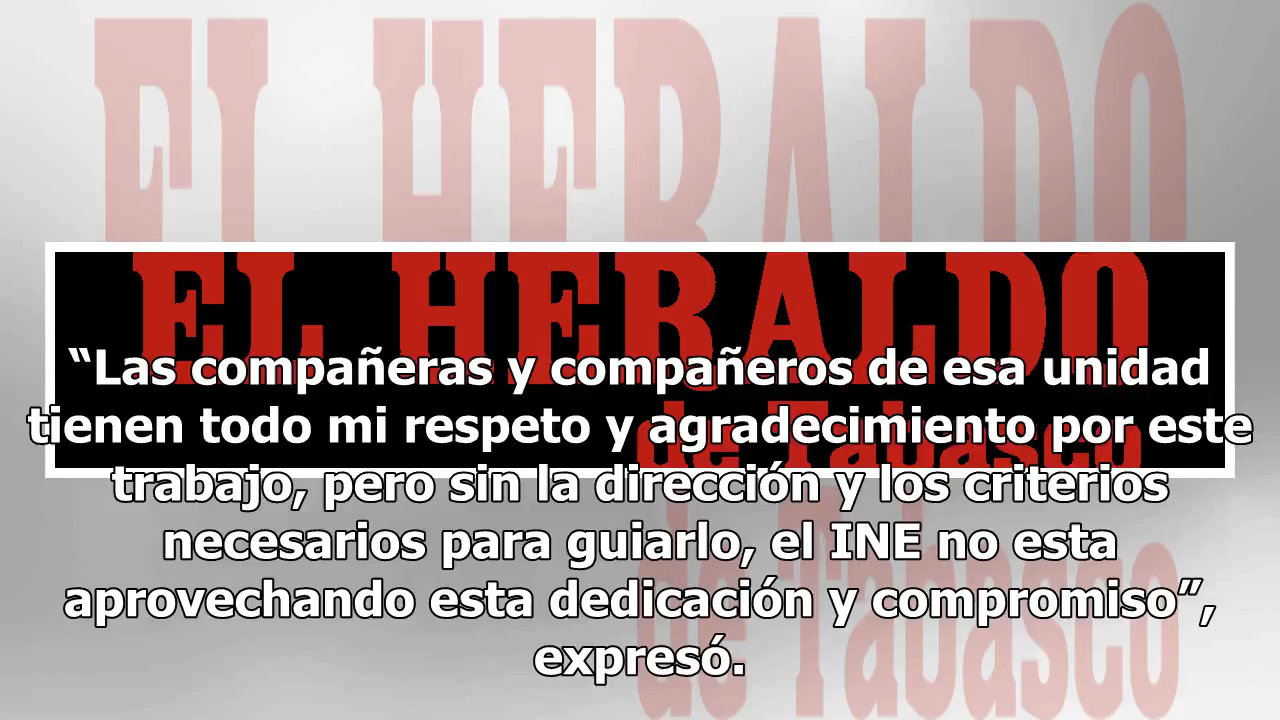 EL HERALDO
EL HERALDO
de Tabasco
“Las compañeras y compañeros de esa unidad
tienen todo mi respeto y agradecimiento por este
trabajo, pero sin la dirección y los criterios
necesarios para guiarlo, el INE no esta
aprovechando esta dedicación y compromiso”,
expresó.
de Tabasco